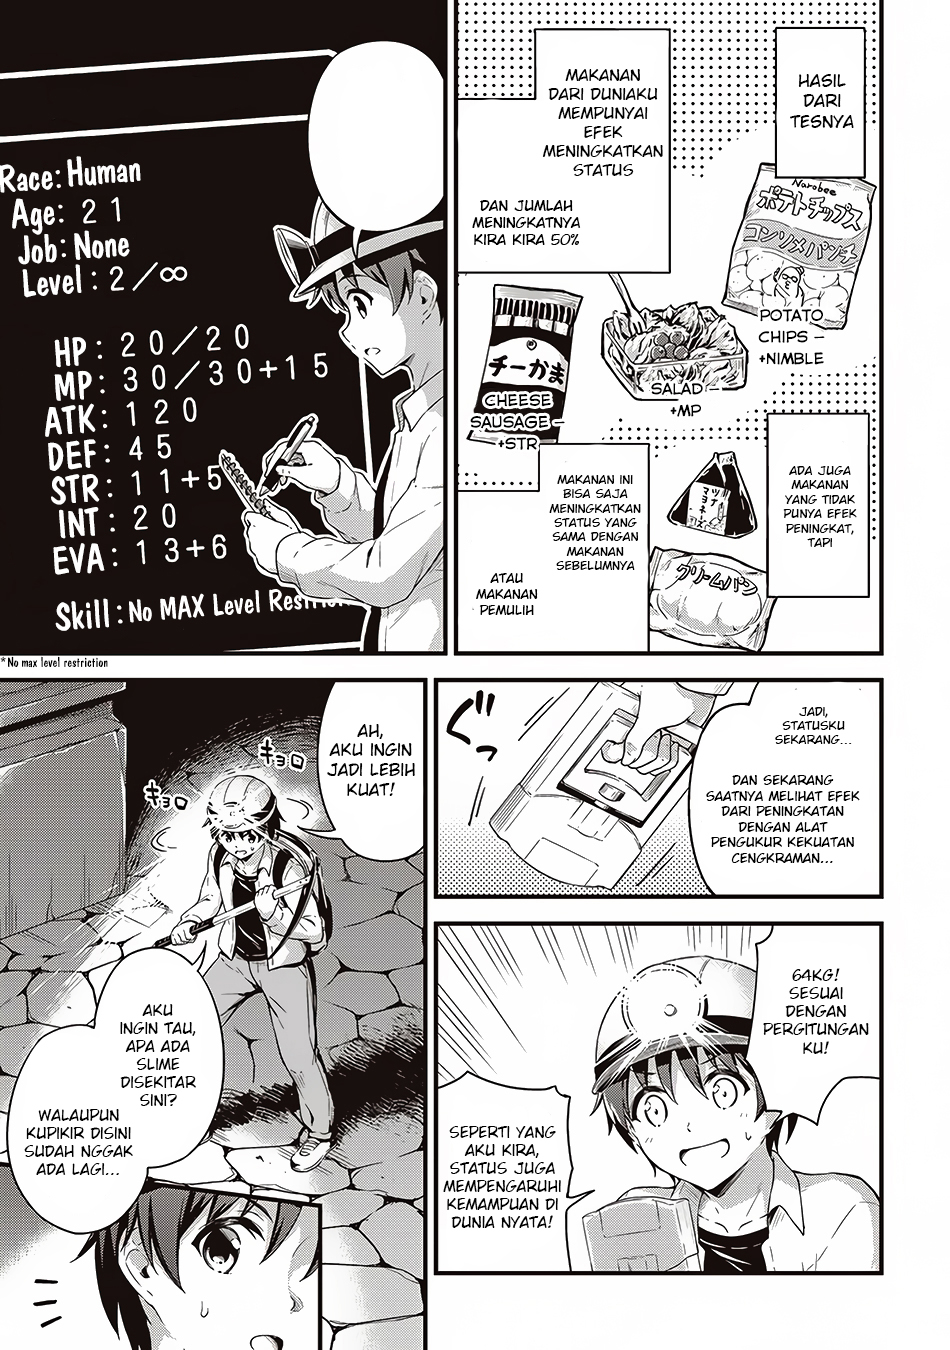 HASIL
DARI
TESNYA
MAKANAN
DARI DUNIAKU
MEMPUNYAI
EFEK
MENINGKATKAN
STATUS
DAN JUMLAH
MENINGKATNYA
KIRA KIRA 50%
Narobee
ポテトチップス
コンソメパンチ
POTATO
CHIPS –
+NIMBLE
SALAD –
+MP
チーかま
CHEESE
SAUSAGE –
+STR
ADA JUGA
MAKANAN
YANG TIDAK
PUNYA EFEK
PENINGKAT,
TAPI
ツナ
マヨネーズ
クリームパン
MAKANAN INI
BISA SAJA
MENINGKATKAN
STATUS YANG
SAMA DENGAN
MAKANAN
SEBELUMNYA
ATAU
MAKANAN
PEMULIH
Race: Human
Age: 21
Job: None
Level: 2/∞
HP: 20/20
MP: 30/30+15
ATK: 120
DEF: 45
STR: 11+5
INT: 20
EVA: 13+6
Skill: No MAX Level Restriction
*No max level restriction
JADI,
STATUSKU
SEKARANG...
DAN SEKARANG
SAATNYA MELIHAT EFEK
DARI PENINGKATAN
DENGAN ALAT
PENGUKUR KEKUATAN
CENGKRAMAN...
ぐっ
64KG!
SESUAI
DENGAN
PERGITUNGAN
KU!
SEPERTI YANG
AKU KIRA,
STATUS JUGA
MEMPENGARUHI
KEMAMPUAN DI
DUNIA NYATA!
AH,
AKU INGIN
JADI LEBIH
KUAT!
キョロ
キョロ
AKU
INGIN TAU,
APA ADA
SLIME
DISEKITAR
SINI?
WALAUPUN
KUPIKIR DISINI
SUDAH NGGAK
ADA LAGI...